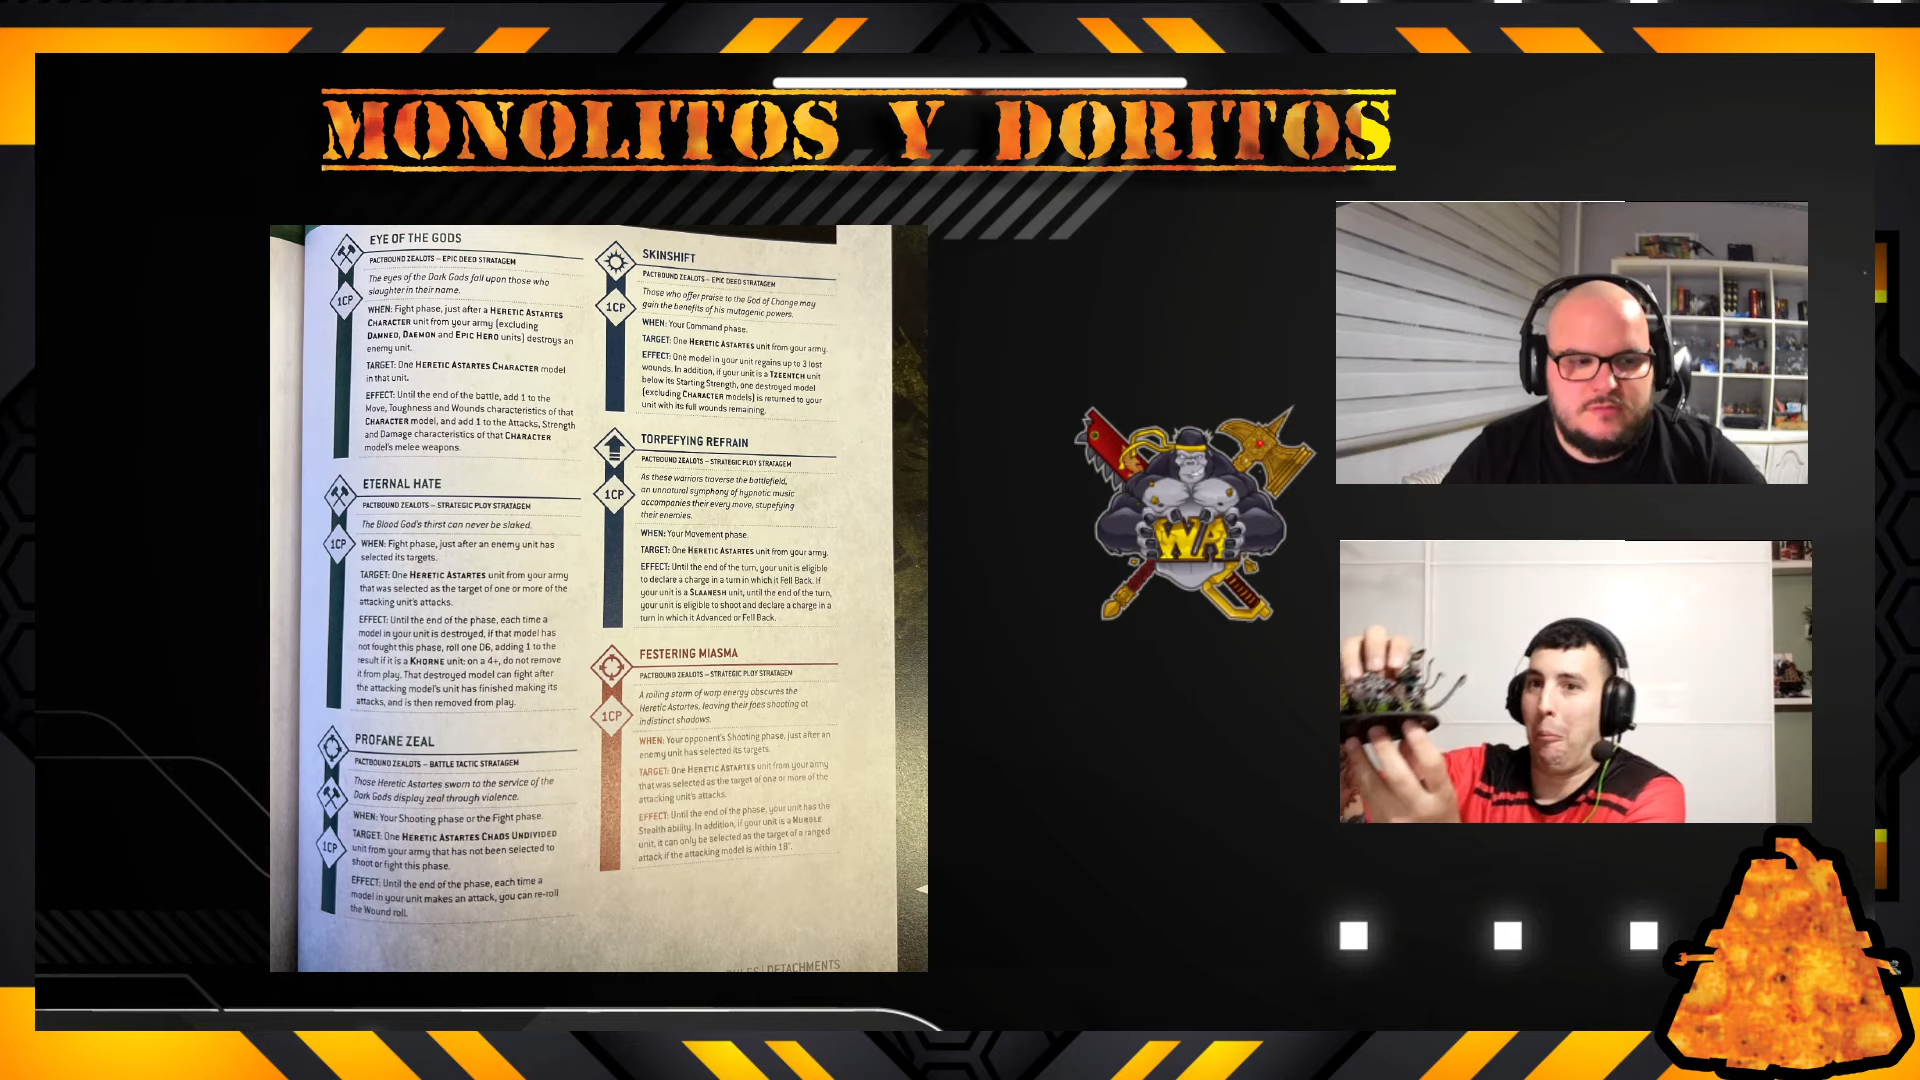 MONOLITOS Y DORITOS
EYE OF THE GODS
PACTBOUND ZEALOTS – EPIC DEED STRATAGEM
The eyes of the Dark Gods fall upon those who
slaughter in their name.
1CP
WHEN: Fight phase, just after a HERETIC ASTARTES
CHARACTER unit from your army (excluding
DAMNED, DAEMON and EPIC HERO units) destroys an
enemy unit.
TARGET: One HERETIC ASTARTES CHARACTER model
in that unit.
EFFECT: Until the end of the battle, add 1 to the
Move, Toughness and Wounds characteristics of that
CHARACTER model, and add 1 to the Attacks, Strength
and Damage characteristics of that CHARACTER
model's melee weapons.
ETERNAL HATE
PACTBOUND ZEALOTS – STRATEGIC PLOY STRATAGEM
The Blood God's thirst can never be slaked.
1CP
WHEN: Fight phase, just after an enemy unit has
selected its targets.
TARGET: One HERETIC ASTARTES unit from your army
that was selected as the target of one or more of the
attacking unit's attacks.
EFFECT: Until the end of the phase, each time a
model in your unit is destroyed, if that model has
not fought this phase, roll one D6, adding 1 to the
result if it is a KHORNE unit: on a 4+, do not remove
it from play. That destroyed model can fight after
the attacking model's unit has finished making its
attacks, and is then removed from play.
PROFANE ZEAL
PACTBOUND ZEALOTS – BATTLE TACTIC STRATAGEM
Those Heretic Astartes sworn to the service of the
Dark Gods display zeal through violence.
WHEN: Your Shooting phase or the Fight phase.
1CP
TARGET: One HERETIC ASTARTES CHAOS UNDIVIDED
unit from your army that has not been selected to
shoot or fight this phase.
EFFECT: Until the end of the phase, each time a
model in your unit makes an attack, you can re-roll
the Wound roll.
SKINSHIFT
PACTBOUND ZEALOTS – EPIC DEED STRATAGEM
Those who offer praise to the God of Change may
gain the benefits of his mutagenic powers.
1CP
WHEN: Your Command phase.
TARGET: One HERETIC ASTARTES unit from your army.
EFFECT: One model in your unit regains up to 3 lost
wounds. In addition, if your unit is a TZEENTCH unit
below its Starting Strength, one destroyed model
(excluding CHARACTER models) is returned to your
unit with its full wounds remaining.
TORPEFYING REFRAIN
PACTBOUND ZEALOTS – STRATEGIC PLOY STRATAGEM
As these warriors traverse the battlefield,
an unnatural symphony of hypnotic music
accompanies their every move, stupefying
their enemies.
1CP
WHEN: Your Movement phase.
TARGET: One HERETIC ASTARTES unit from your army.
EFFECT: Until the end of the turn, your unit is eligible
to declare a charge in a turn in which it Fell Back. If
your unit is a SLAANESH unit, until the end of the turn,
your unit is eligible to shoot and declare a charge in a
turn in which it Advanced or Fell Back.
FESTERING MIASMA
PACTBOUND ZEALOTS – STRATEGIC PLOY STRATAGEM
A roiling storm of warp energy obscures the
Heretic Astartes, leaving their foes shooting at
indistinct shadows.
1CP
WHEN: Your opponent's Shooting phase, just after an
enemy unit has selected its targets.
TARGET: One HERETIC ASTARTES unit from your army
that was selected as the target of one or more of the
attacking unit's attacks.
EFFECT: Until the end of the phase, your unit has the
Stealth ability. In addition, if your unit is a NURGLE
unit, it can only be selected as the target of a ranged
attack if the attacking model is within 18".
| DETACHMENTS
WA